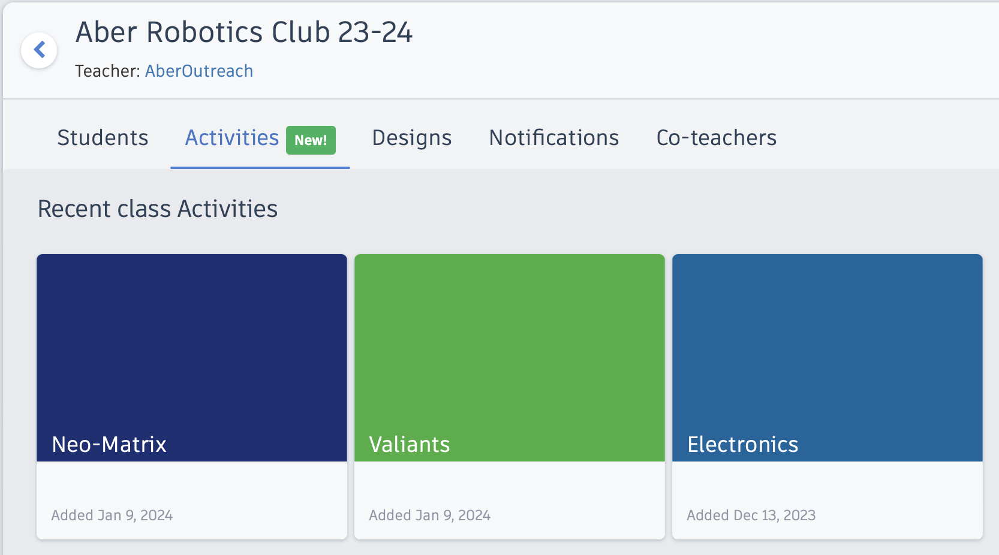 Aber Robotics Club 23-24
Teacher: AberOutreach
Students Activities New! Designs Notifications Co-teachers
Recent class Activities
Neo-Matrix
Added Jan 9, 2024
Valiants
Added Jan 9, 2024
Electronics
Added Dec 13, 2023